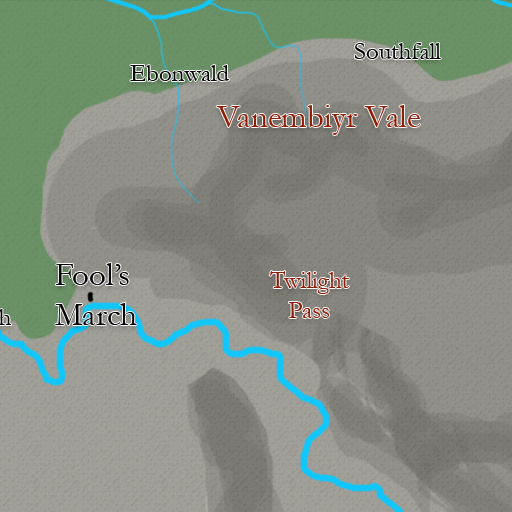 Southfall
Ebonwald
Vanembiyr Vale
Fool's
March
Twilight
Pass
h